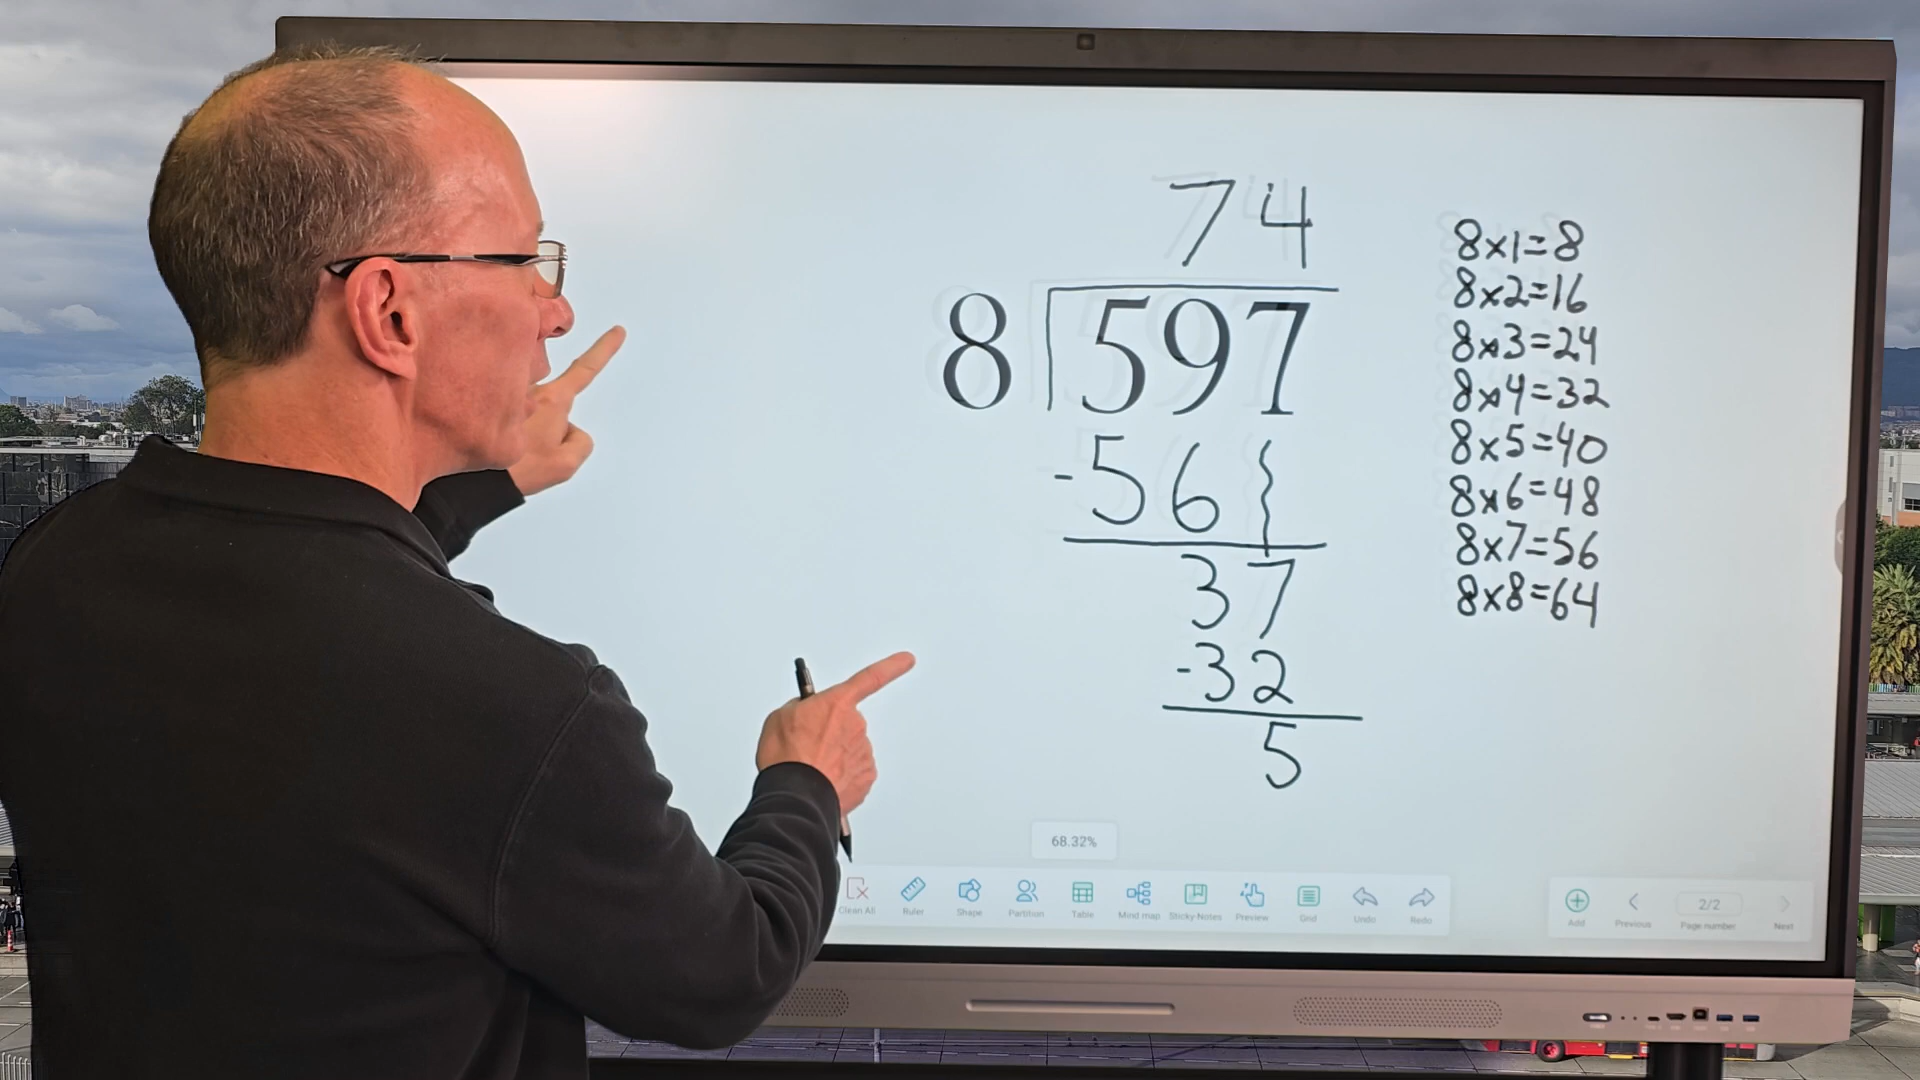 74
8 597
-56
37
-32
5
8x1=8
8x2=16
8x3=24
8x4=32
8x5=40
8x6=48
8x7=56
8x8=64
68.32%
Clean All Ruler Shape Partition Table Mind map Sticky Notes Preview Grid Undo Redo
Add Previous 2/2 Page number Next